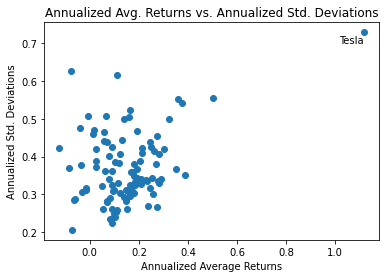 Annualized Avg. Returns vs. Annualized Std. Deviations
Tesla
Annualized Std. Deviations
0.7
0.6
0.5
0.4
0.3
0.2
0.0 0.2 0.4 0.6 0.8 1.0
Annualized Average Returns